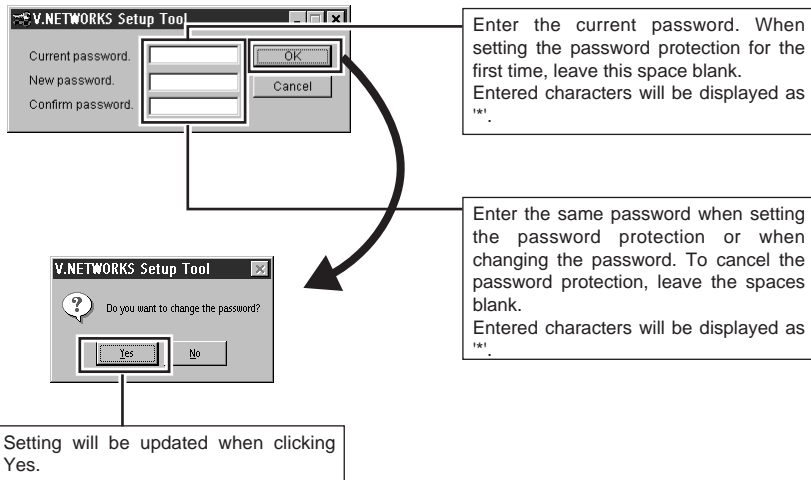 V.NETWORKS Setup Tool
Current password.
New password.
Confirm password.
OK
Cancel
Enter the current password. When
setting the password protection for the
first time, leave this space blank.
Entered characters will be displayed as
'*'.
Enter the same password when setting
the password protection or when
changing the password. To cancel the
password protection, leave the spaces
blank.
Entered characters will be displayed as
'*'.
V.NETWORKS Setup Tool
Do you want to change the password?
Yes
No
Setting will be updated when clicking
Yes.